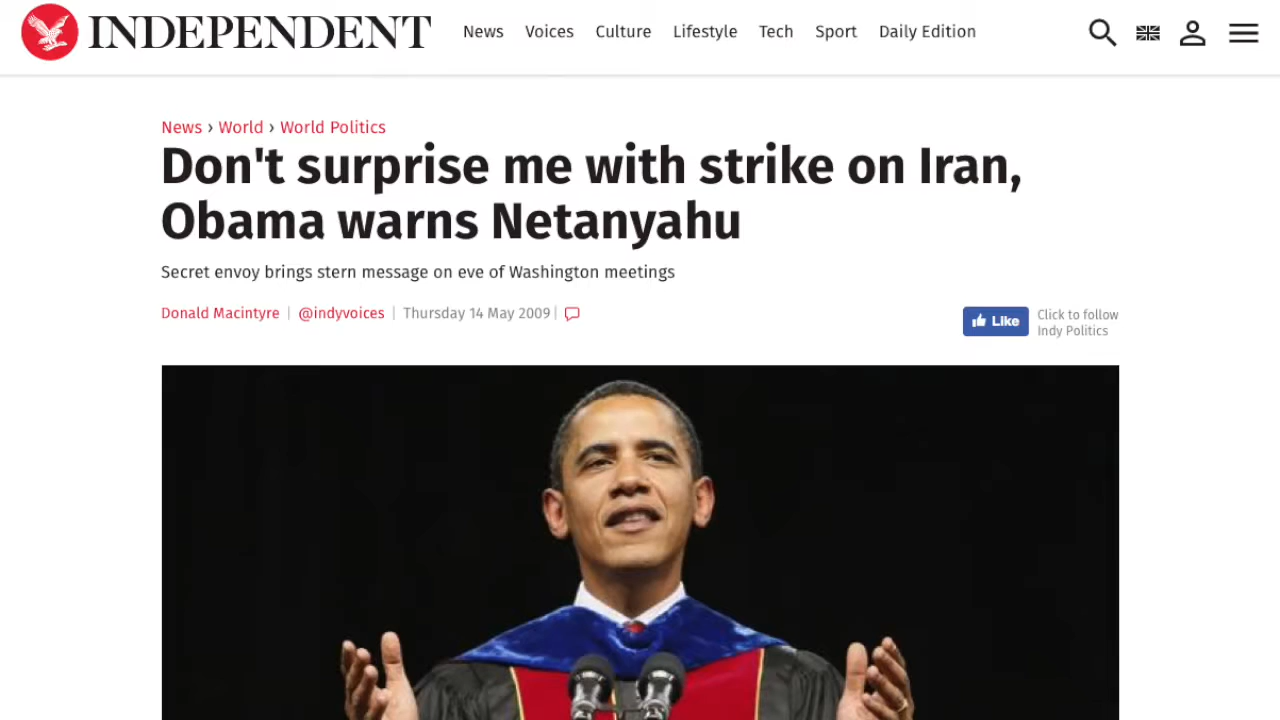 INDEPENDENT News Voices Culture Lifestyle Tech Sport Daily Edition
News › World › World Politics
Don't surprise me with strike on Iran,
Obama warns Netanyahu
Secret envoy brings stern message on eve of Washington meetings
Donald Macintyre | @indyvoices | Thursday 14 May 2009 |
Like Click to follow
Indy Politics